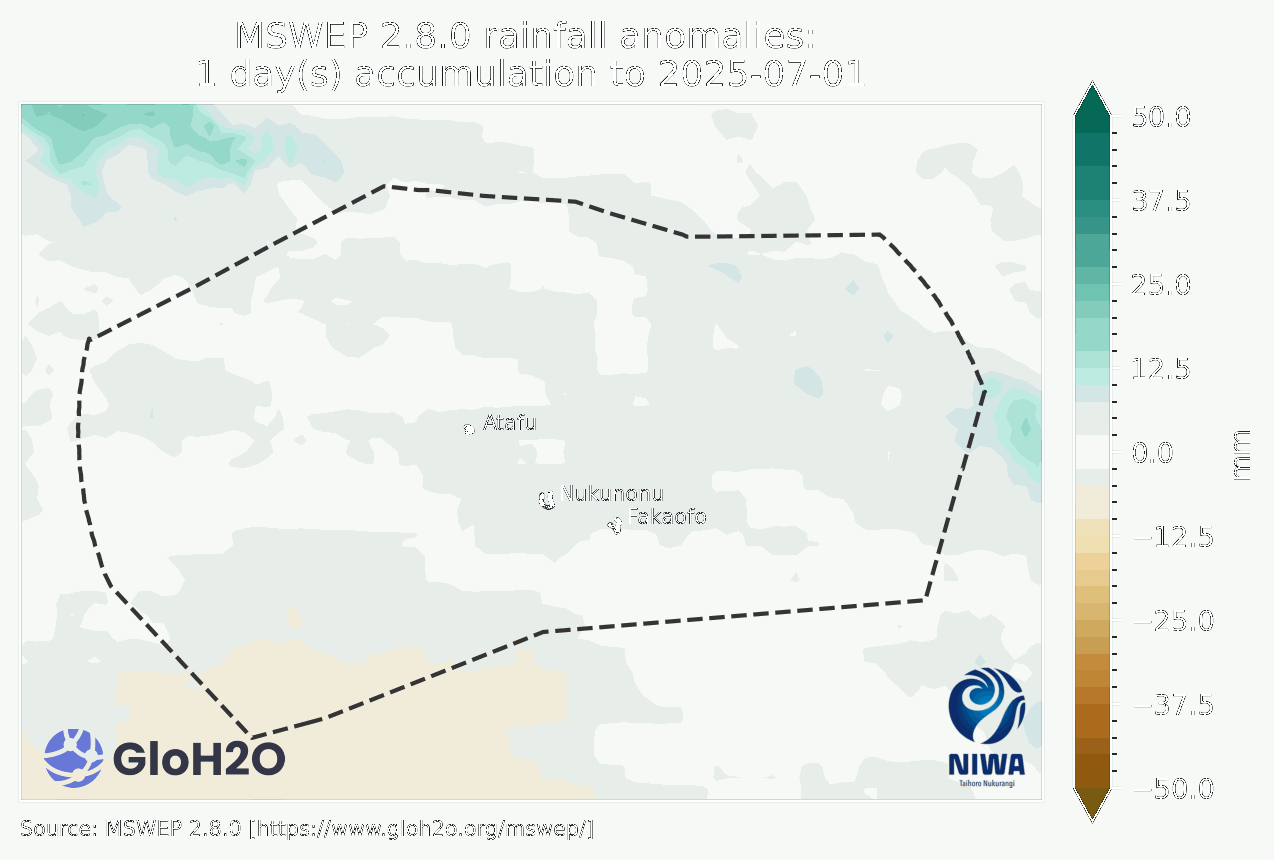 MSWEP 2.8.0 rainfall anomalies:
1 day(s) accumulation to 2025-07-01
50.0
37.5
25.0
12.5
0.0
−12.5
−25.0
−37.5
−50.0
mm
Atafu
Nukunonu
Fakaofo
GloH2O
NIWA
Taihoro Nukurangi
Source: MSWEP 2.8.0 [https://www.gloh2o.org/mswep/]